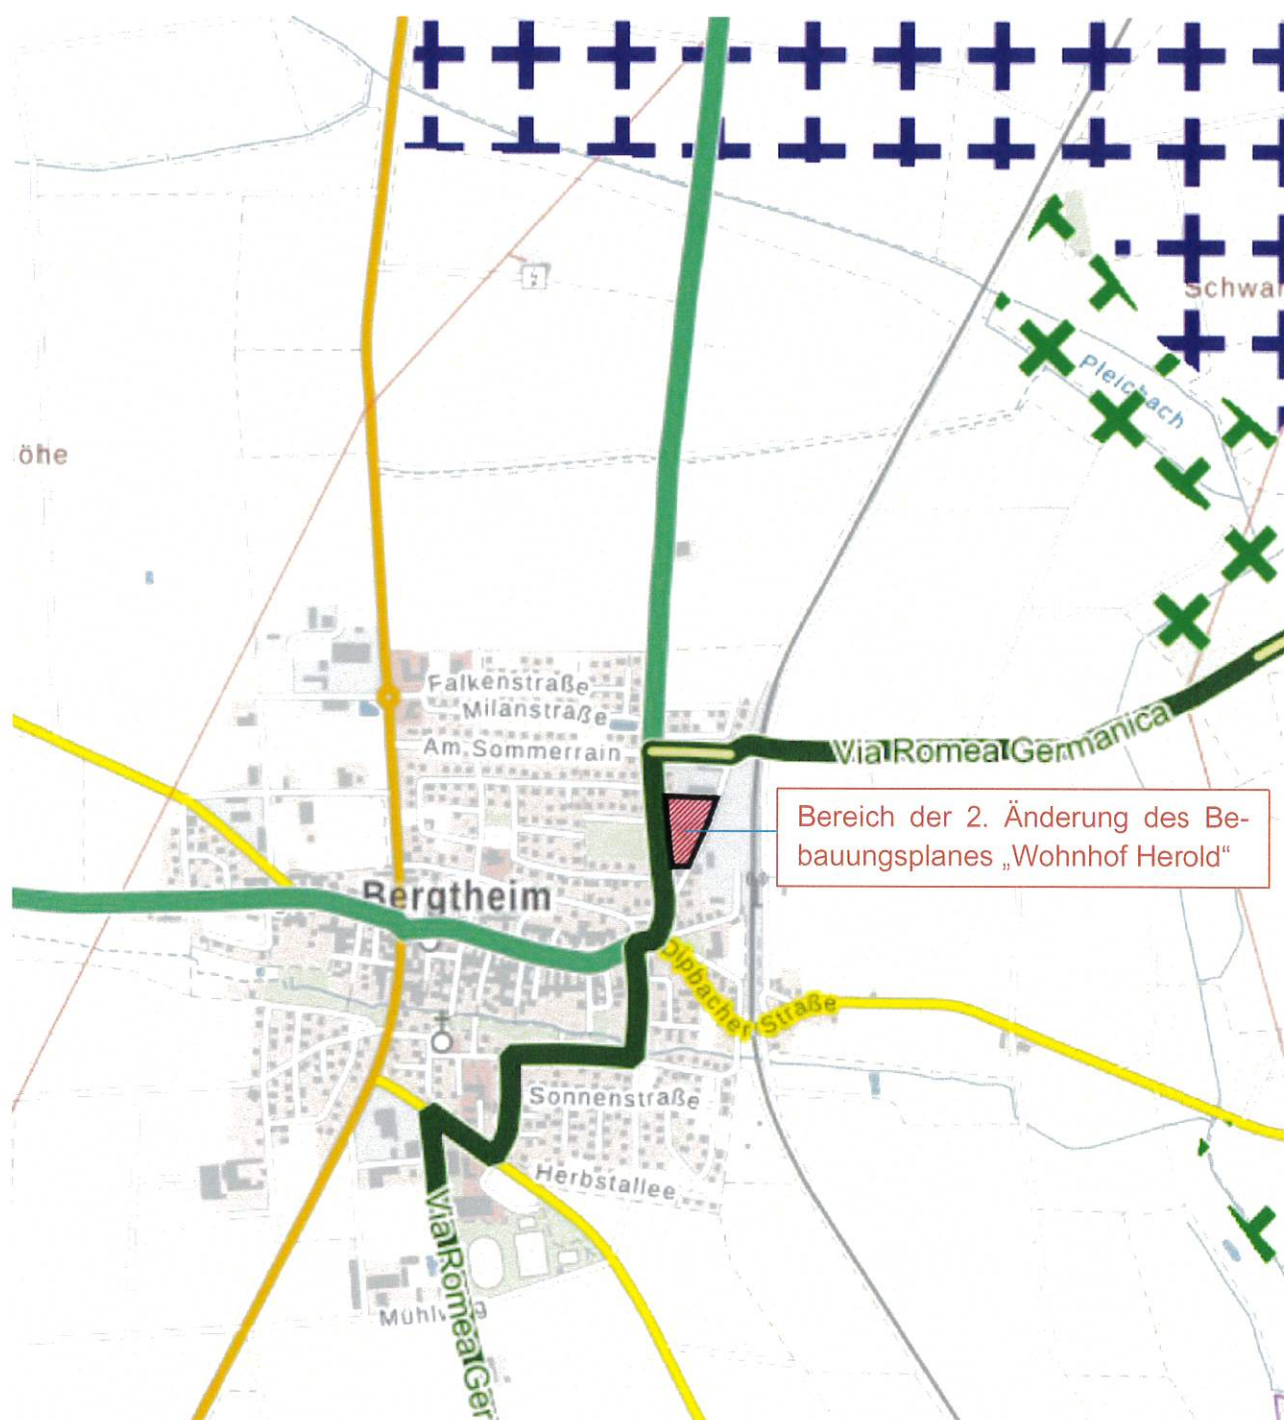 Schwar
Pleichbach
öhe
Falkenstraße
Milanstraße
Am Sommerrain
Via Romea Germanica
Bereich der 2. Änderung des Be-
bauungsplanes „Wohnhof Herold“
Bergtheim
Dipbacher Straße
Sonnenstraße
Herbstallee
Via Romea Ger